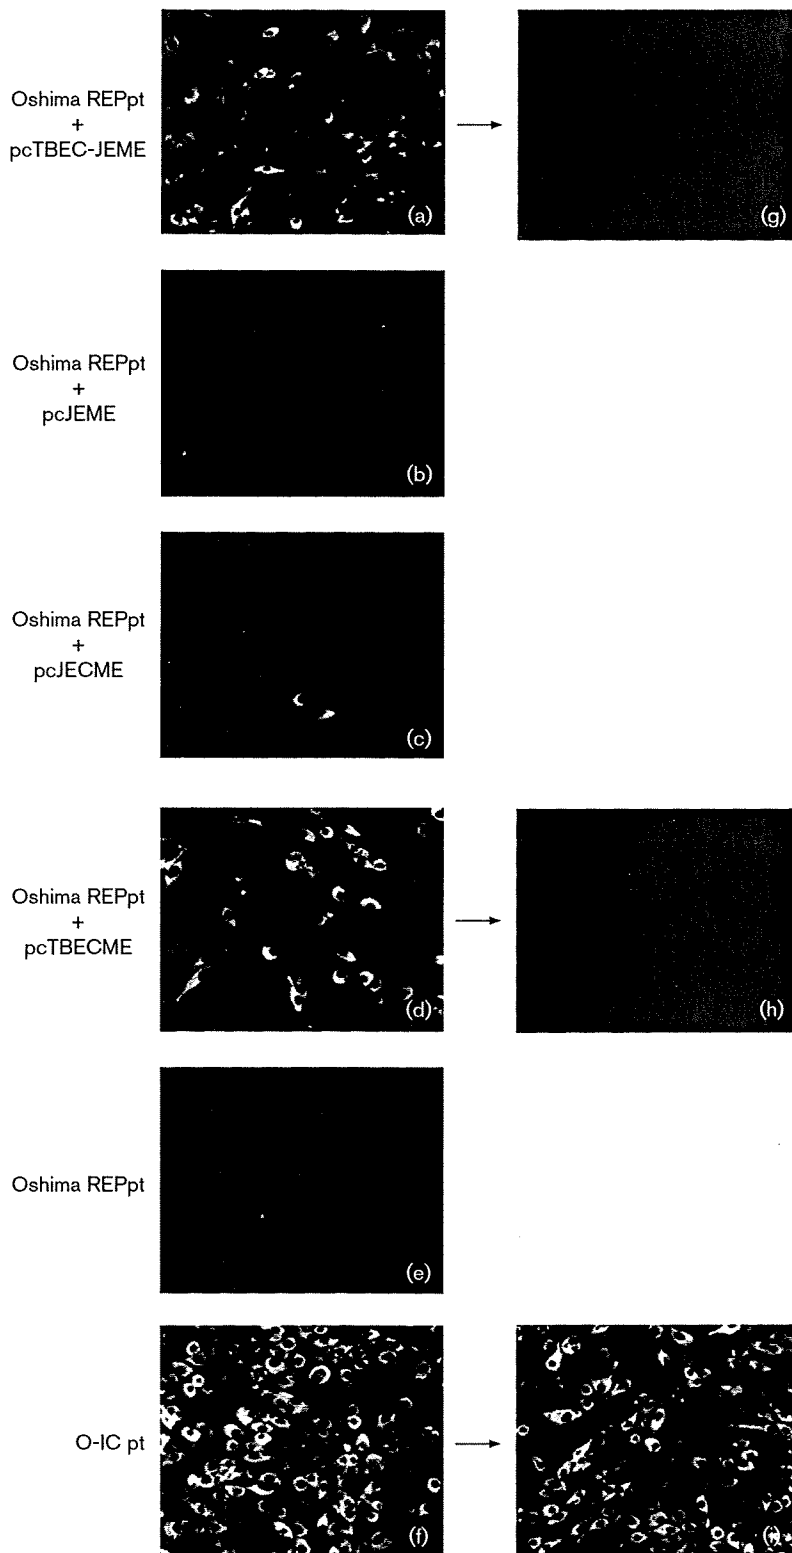 Oshima REPpt
+
pcTBEC-JEME
(a)
(g)
Oshima REPpt
+
pcJEME
(b)
Oshima REPpt
+
pcJECME
(c)
Oshima REPpt
+
pcTBECME
(d)
(h)
Oshima REPpt
(e)
O-IC pt
(f)
(i)